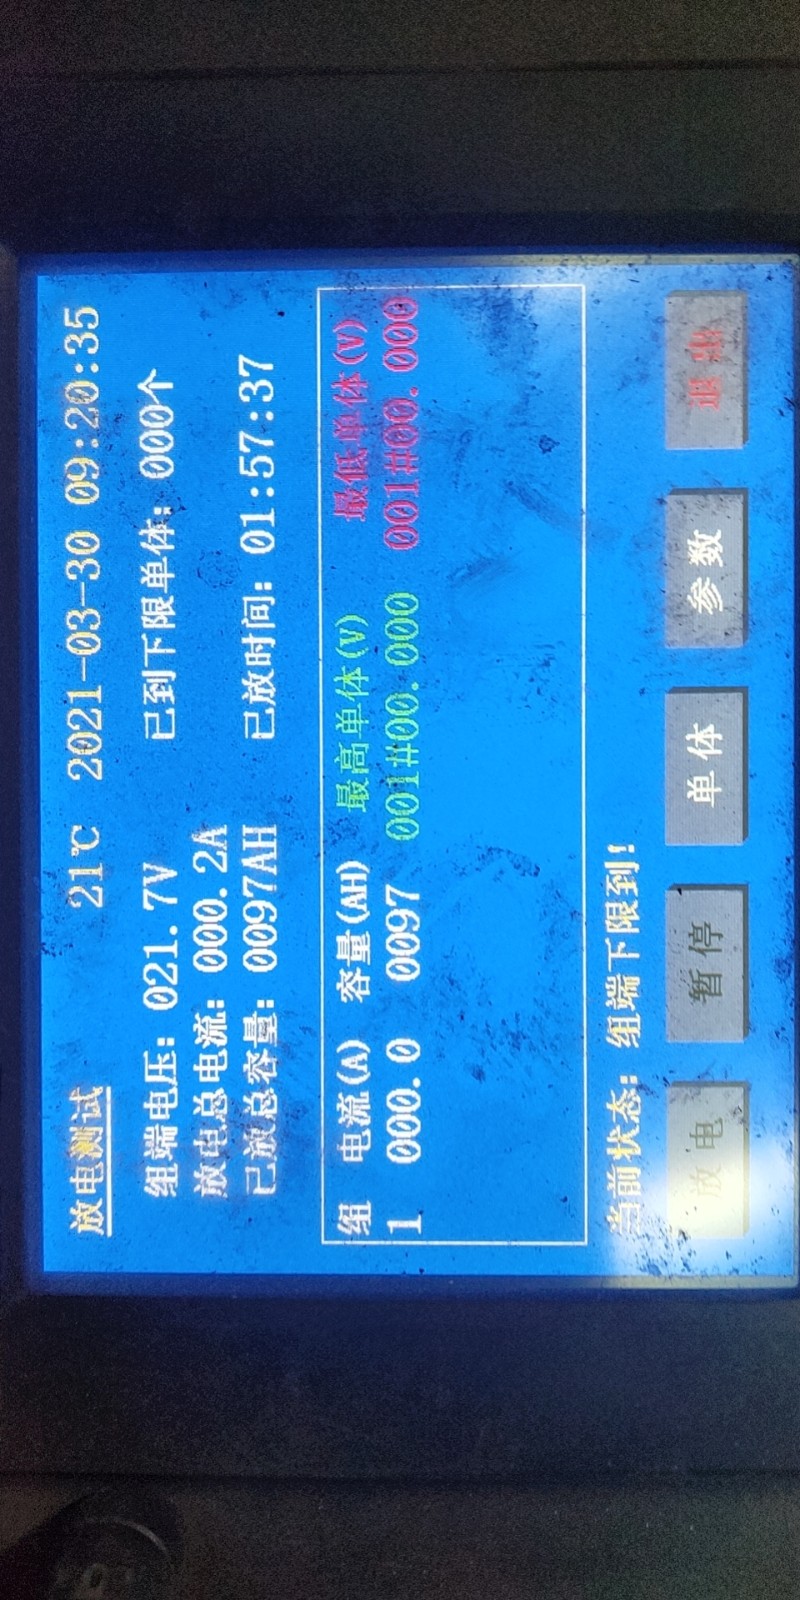 放电测试 21℃ 2021-03-30 09:20:35
组端电压: 021.7V 已到下限单体: 000个
放电总电流: 000.2A
已放总容量: 0097AH 已放时间: 01:57:37
组 电流(A) 容量(AH) 最高单体(V) 最低单体(V)
1 000.0 0097 001#00.000 001#00.000
当前状态: 组端下限到!
放电 暂停 单体 参数 退出